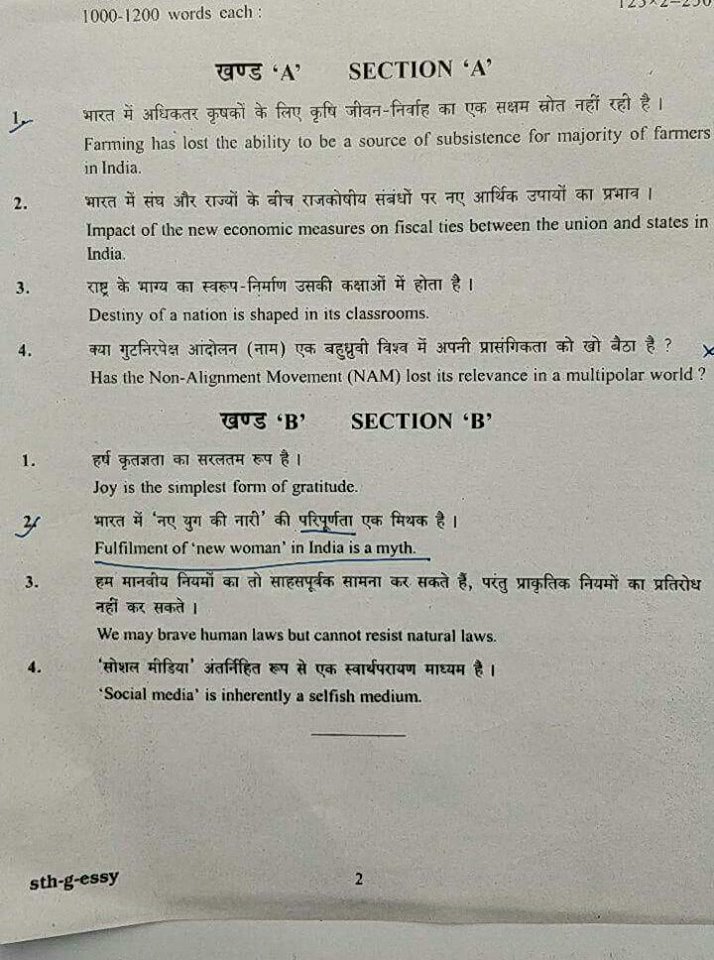 1000-1200 words each :
125×2=250
खण्ड ‘A’ SECTION ‘A’
1. भारत में अधिकतर कृषकों के लिए कृषि जीवन-निर्वाह का एक सक्षम स्रोत नहीं रही है ।
Farming has lost the ability to be a source of subsistence for majority of farmers
in India.
2. भारत में संघ और राज्यों के बीच राजकोषीय संबंधों पर नए आर्थिक उपायों का प्रभाव ।
Impact of the new economic measures on fiscal ties between the union and states in
India.
3. राष्ट्र के भाग्य का स्वरूप-निर्माण उसकी कक्षाओं में होता है ।
Destiny of a nation is shaped in its classrooms.
4. क्या गुटनिरपेक्ष आंदोलन (नाम) एक बहुध्रुवी विश्व में अपनी प्रासंगिकता को खो बैठा है ?
Has the Non-Alignment Movement (NAM) lost its relevance in a multipolar world ?
खण्ड ‘B’ SECTION ‘B’
1. हर्ष कृतज्ञता का सरलतम रूप है ।
Joy is the simplest form of gratitude.
2. भारत में ‘नए युग की नारी’ की परिपूर्णता एक मिथक है ।
Fulfilment of ‘new woman’ in India is a myth.
3. हम मानवीय नियमों का तो साहसपूर्वक सामना कर सकते हैं, परंतु प्राकृतिक नियमों का प्रतिरोध
नहीं कर सकते ।
We may brave human laws but cannot resist natural laws.
4. ‘सोशल मीडिया’ अंतर्निहित रूप से एक स्वार्थपरायण माध्यम है ।
‘Social media’ is inherently a selfish medium.
sth-g-essy 2